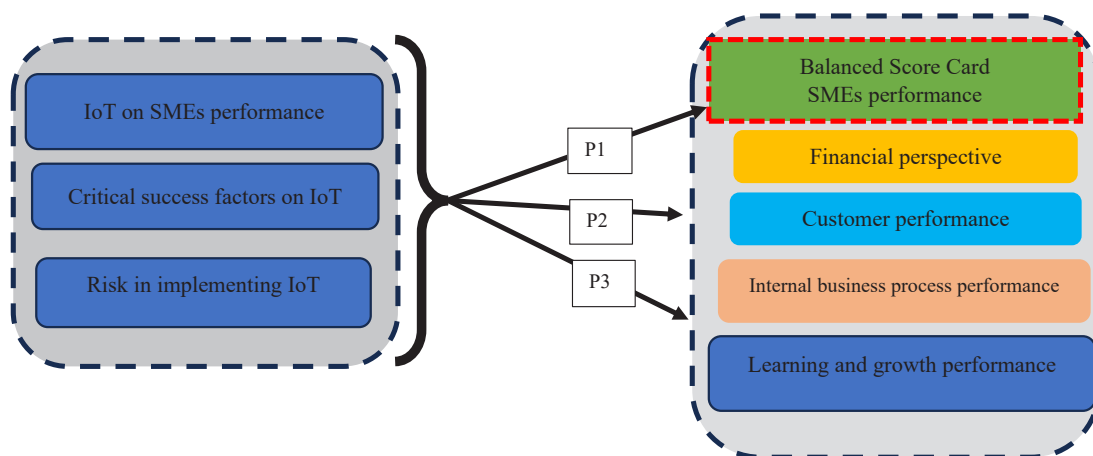 IoT on SMEs performance
Critical success factors on IoT
Risk in implementing IoT
P1
P2
P3
Balanced Score Card
SMEs performance
Financial perspective
Customer performance
Internal business process performance
Learning and growth performance